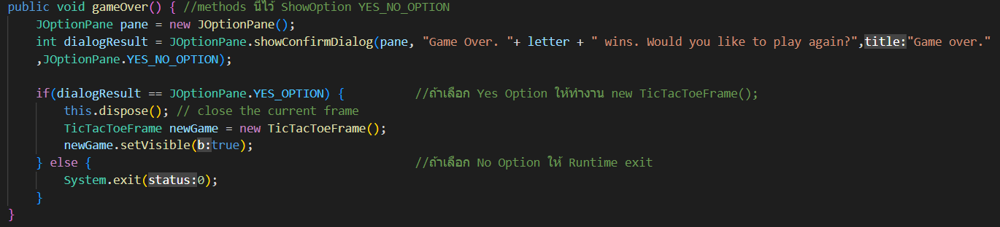 public void gameOver() { //methods นี้ไว้ ShowOption YES_NO_OPTION
    JOptionPane pane = new JOptionPane();
    int dialogResult = JOptionPane.showConfirmDialog(pane, "Game Over. "+ letter + " wins. Would you like to play again?",title:"Game over."
    ,JOptionPane.YES_NO_OPTION);

    if(dialogResult == JOptionPane.YES_OPTION) {          //ถ้าเลือก Yes Option ให้ทำงาน new TicTacToeFrame();
        this.dispose(); // close the current frame
        TicTacToeFrame newGame = new TicTacToeFrame();
        newGame.setVisible(b:true);
    } else {                                              //ถ้าเลือก No Option ให้ Runtime exit
        System.exit(status:0);
    }
}